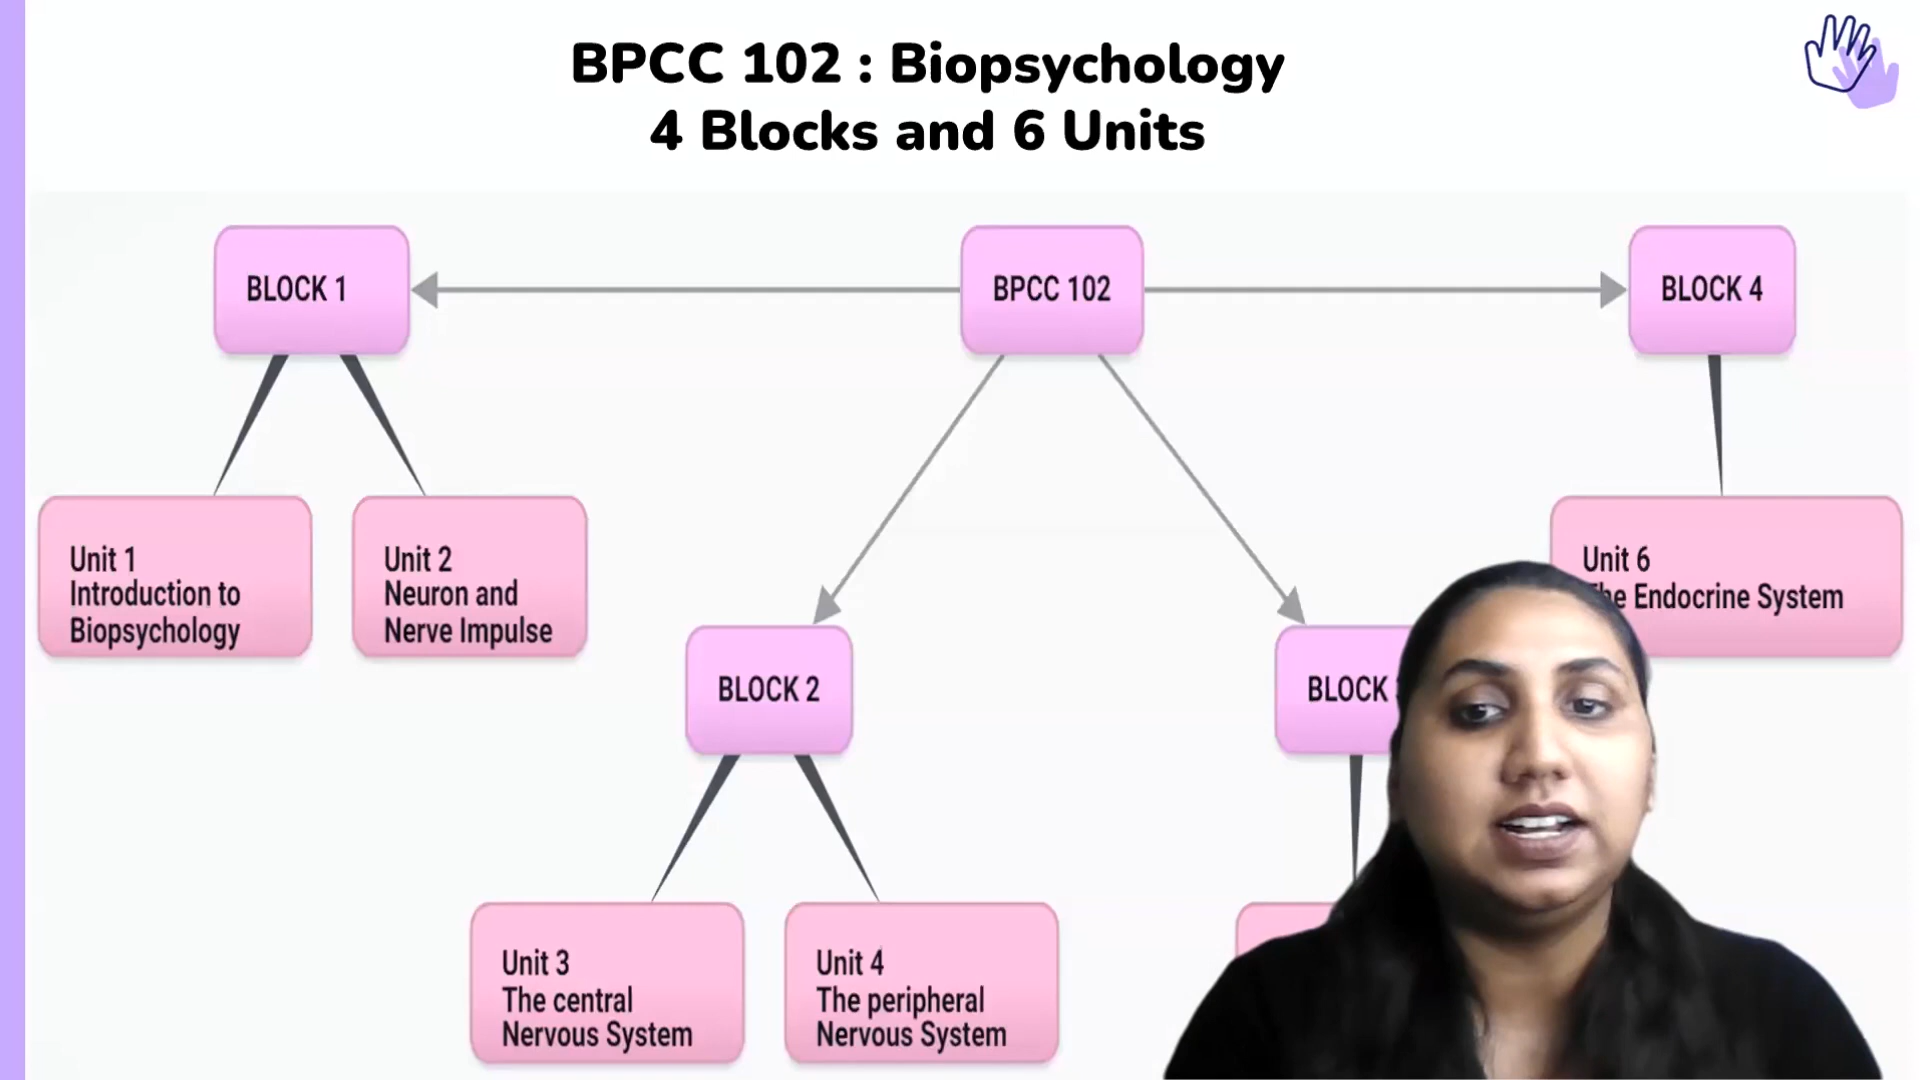 BPCC 102 : Biopsychology
4 Blocks and 6 Units
BLOCK 1
BPCC 102
BLOCK 4
Unit 1
Introduction to
Biopsychology
Unit 2
Neuron and
Nerve Impulse
Unit 6
Endocrine System
BLOCK 2
BLOCK
Unit 3
The central
Nervous System
Unit 4
The peripheral
Nervous System